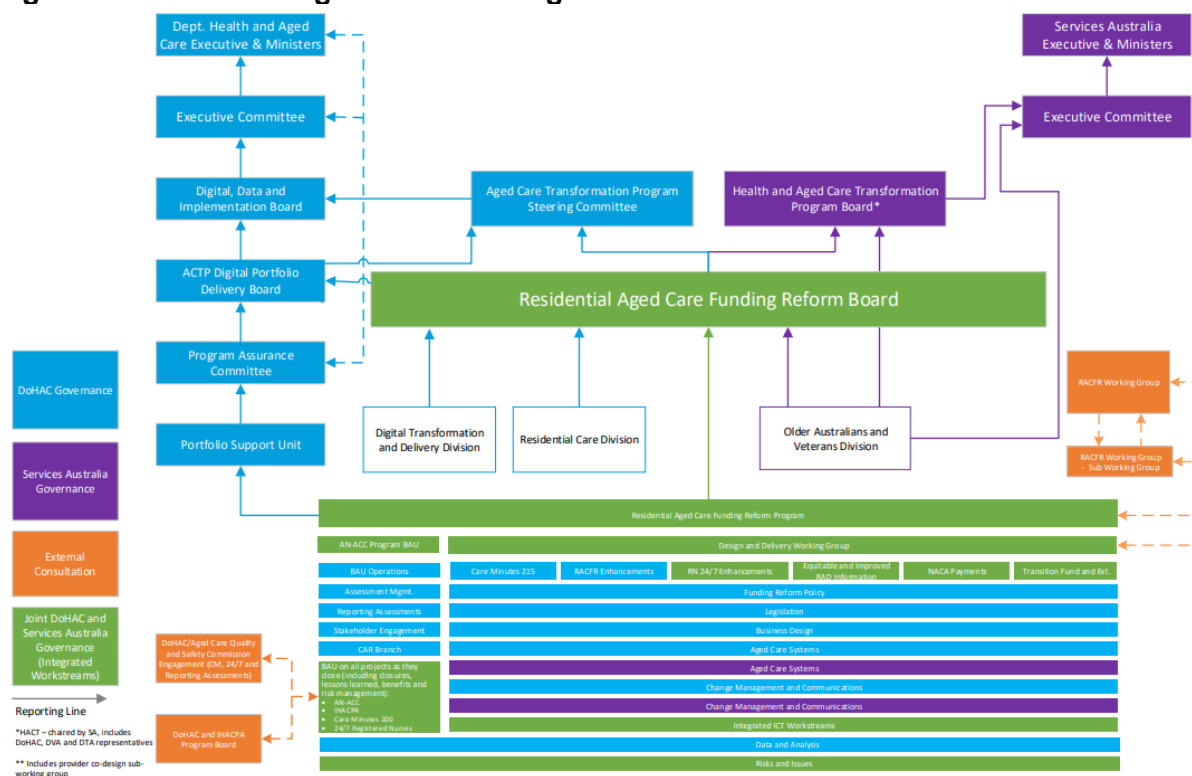 Dept. Health and Aged
Care Executive & Ministers
Services Australia
Executive & Ministers
Executive Committee
Executive Committee
Digital, Data and
Implementation Board
Aged Care Transformation Program
Steering Committee
Health and Aged Care Transformation
Program Board*
ACTP Digital Portfolio
Delivery Board
Residential Aged Care Funding Reform Board
Program Assurance
Committee
DoHAC Governance
RACFR Working Group
Digital Transformation
and Delivery Division
Residential Care Division
Older Australians and
Veterans Division
Portfolio Support Unit
RACFR Working Group
- Sub Working Group
Services Australia
Governance
Residential Aged Care Funding Reform Program
AN-ACC Program BAU
Design and Delivery Working Group
External
Consultation
BAU Operations
Care Minutes 215
RACFR Enhancements
RN 24/7 Enhancements
Equitable and Improved
RAD Information
NACA Payments
Transition Fund and Ext.
Assessment Mgmt.
Funding Reform Policy
Reporting Assessments
Legislation
Stakeholder Engagement
Business Design
CAR Branch
Aged Care Systems
Joint DoHAC and
Services Australia
Governance
(Integrated
Workstreams)
DoHAC/Aged Care Quality
and Safety Commission
Engagement (CM, 24/7 and
Reporting Assessments)
BAU on all projects as they
close (including closures,
lessons learned, benefits and
risk management):
• AN-ACC
• IHACPA
• Care Minutes 200
• 24/7 Registered Nurses
Aged Care Systems
Change Management and Communications
Change Management and Communications
Integrated ICT Workstreams
Reporting Line
DoHAC and IHACPA
Program Board
*HACT – chaired by SA, includes
DoHAC, DVA and DTA representatives
Data and Analysis
** Includes provider co-design sub-
working group
Risks and Issues